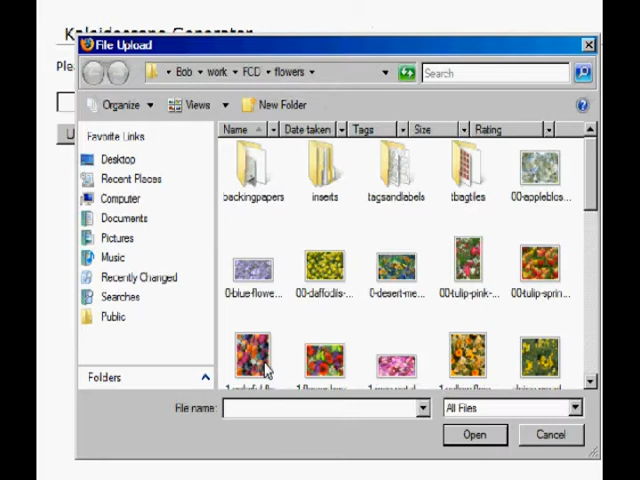 Kaleidoscope Generator
File Upload
Ple
Bob work FCD flowers Search
Organize Views New Folder
U
Favorite Links
Name Date taken Tags Size Rating
Desktop
Recent Places
Computer
Documents
Pictures
Music
Recently Changed
Searches
Public
Folders
backingpapers inserts tagsandlabels tbagtiles 00-appleblos...
0-blue-flowe... 00-daffodils-... 0-desert-me... 00-tulip-pink-... 00-tulip-sprin...
File name: All Files
Open Cancel